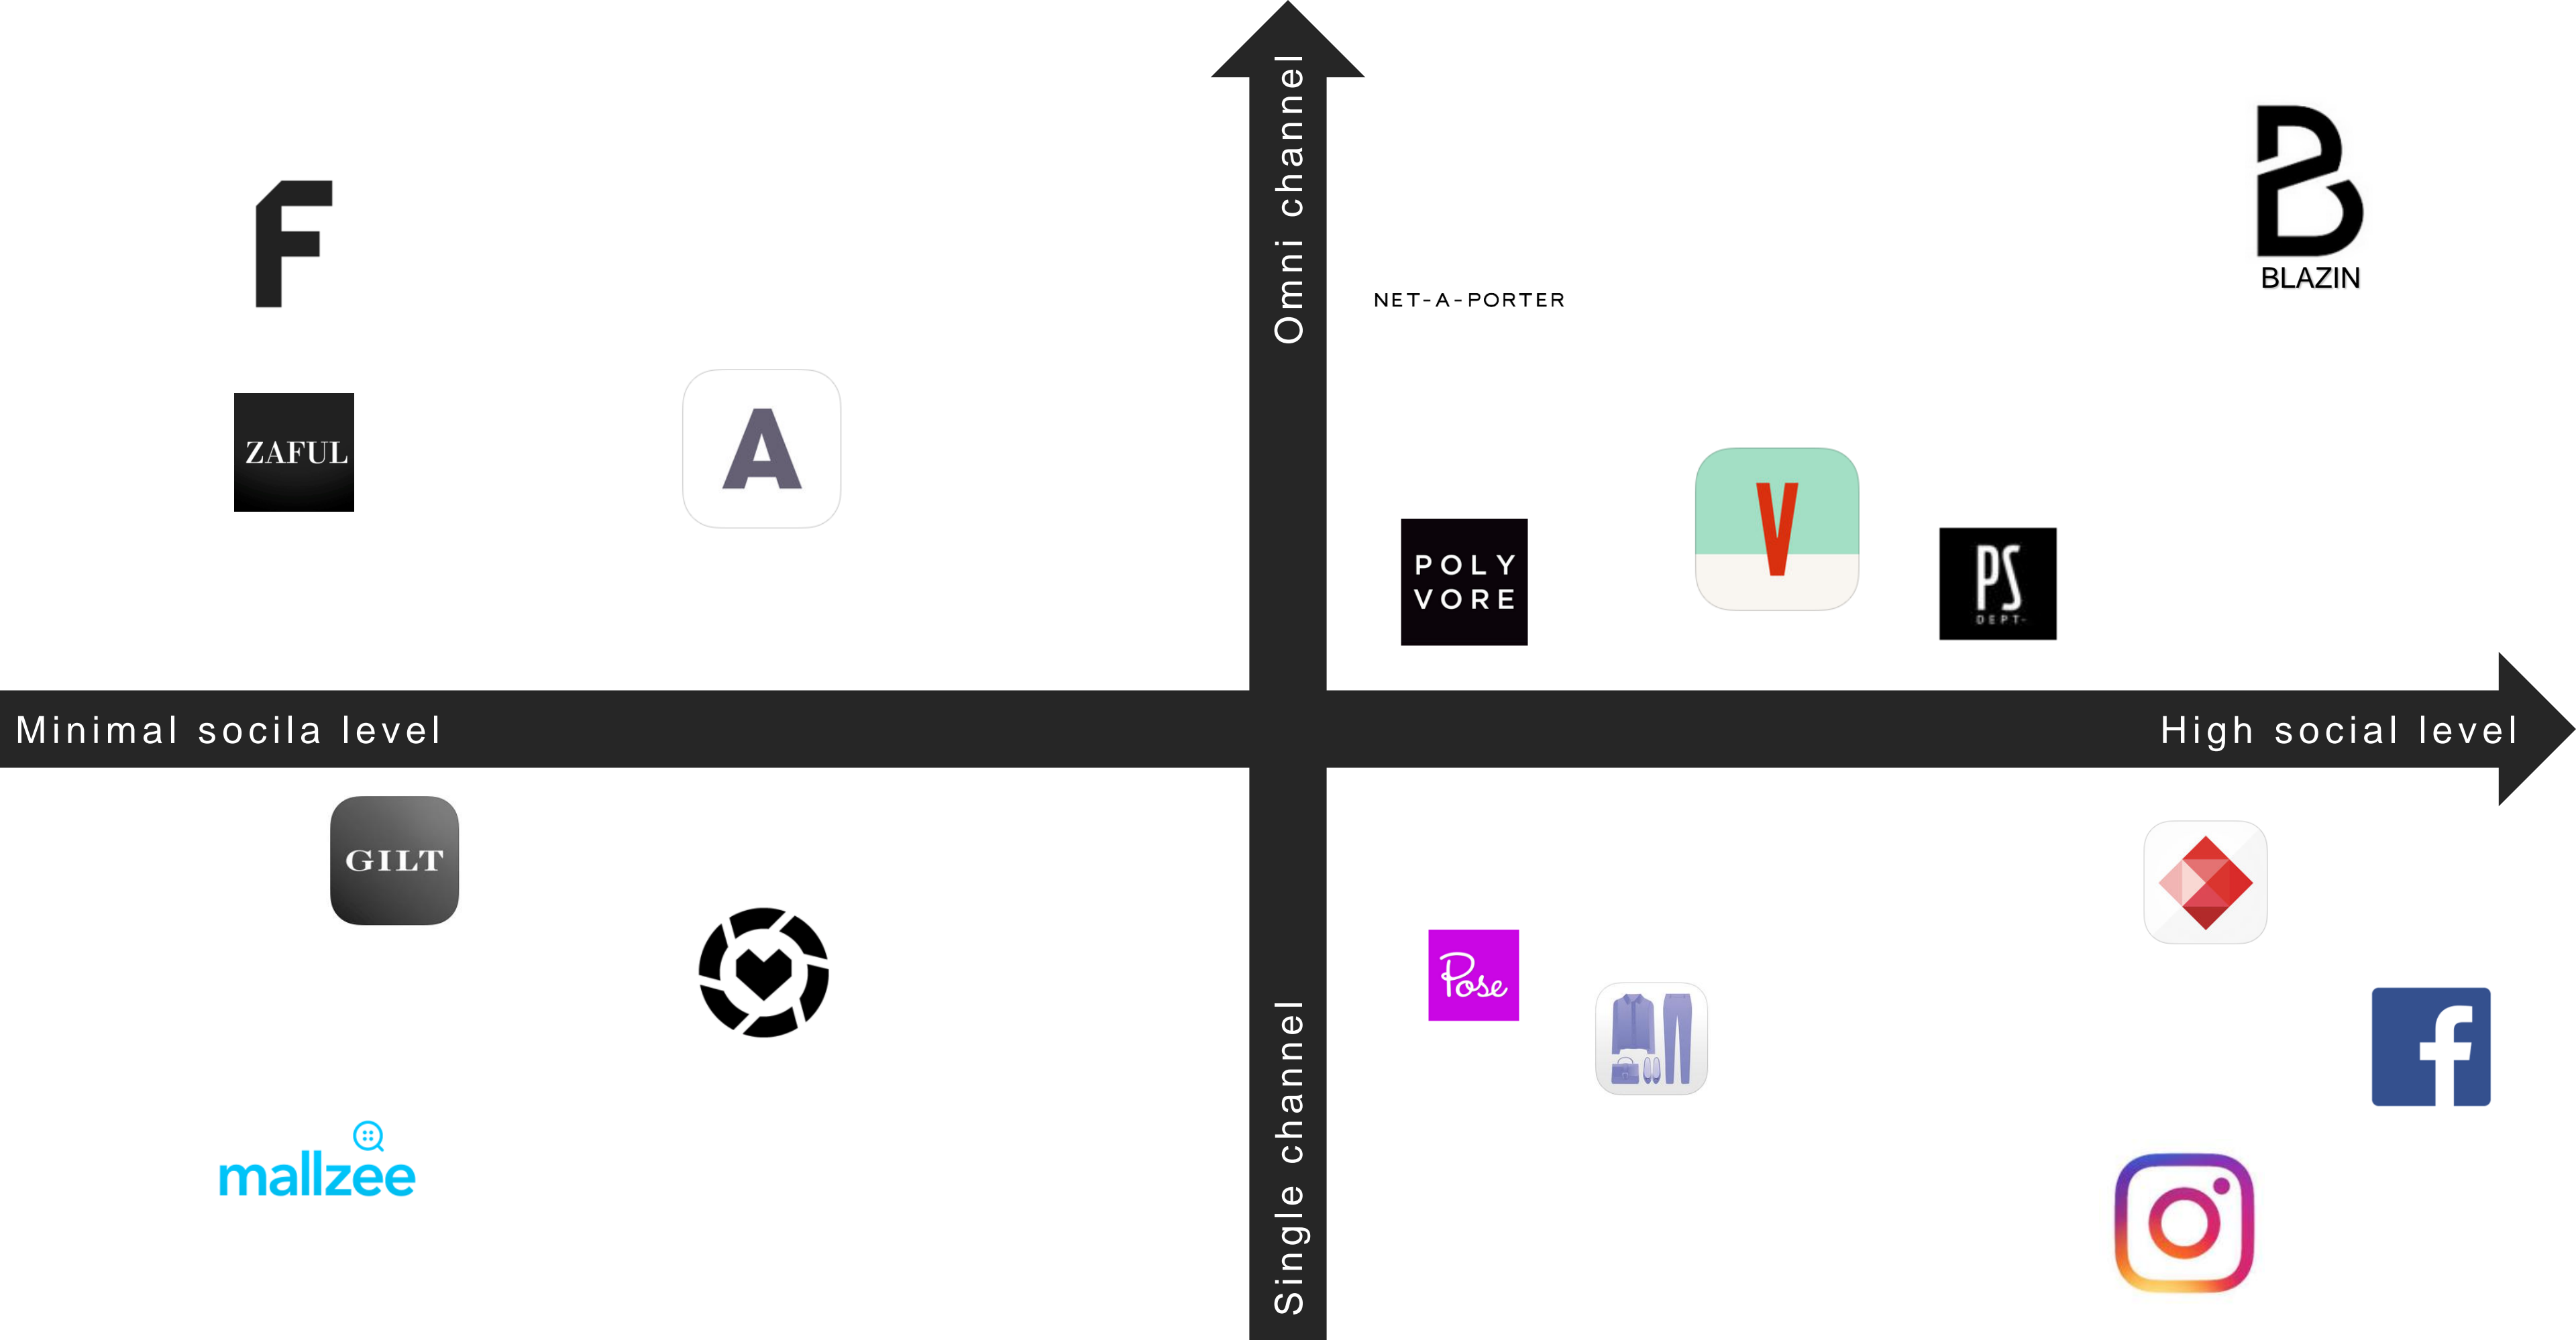 Omni channel
F
BLAZIN
NET-A-PORTER
ZAFUL
A
V
POLY
VORE
PS
DEPT-
Minimal socila level
High social level
GILT
Pose
f
mallzee
Single channel